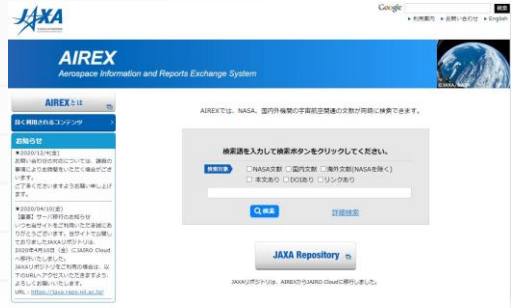 JAXA
Google
検索
▸ 利用案内 ▸ お問い合わせ ▸ English
AIREX
Aerospace Information and Reports Exchange System
©JAXA/NASA
AIREXとは
良く利用されるコンテンツ
お知らせ
●2020/12/4(金)
お問い合わせの対応については、諸般の
事情によりお時間をいただく場合がござ
います。
ご了承くださいますようお願い申し上げ
ます。
●2020/04/10(金)
【重要】サーバ移行のお知らせ
いつも当サイトをご利用いただき誠にあ
りがとうございます。当サイトで公開し
ておりましたJAXAリポジトリは、
2020年4月10日（金）にJAIRO Cloud
へ移行いたしました。
JAXAリポジトリをご利用の場合は、以
下のURLへアクセスいただきますよう、
よろしくお願いいたします。
URL : https://jaxa.repo.nii.ac.jp/
AIREXでは、NASA、国内外機関の宇宙航空関連の文献が同時に検索できます。
検索語を入力して検索ボタンをクリックしてください。
検索対象 □NASA文献 □国内文献 □海外文献(NASAを除く)
□ 本文あり □DOIあり □リンクあり
検索 詳細検索
JAXA Repository
JAXAリポジトリは、AIREXからJAIRO Cloudに移行しました。